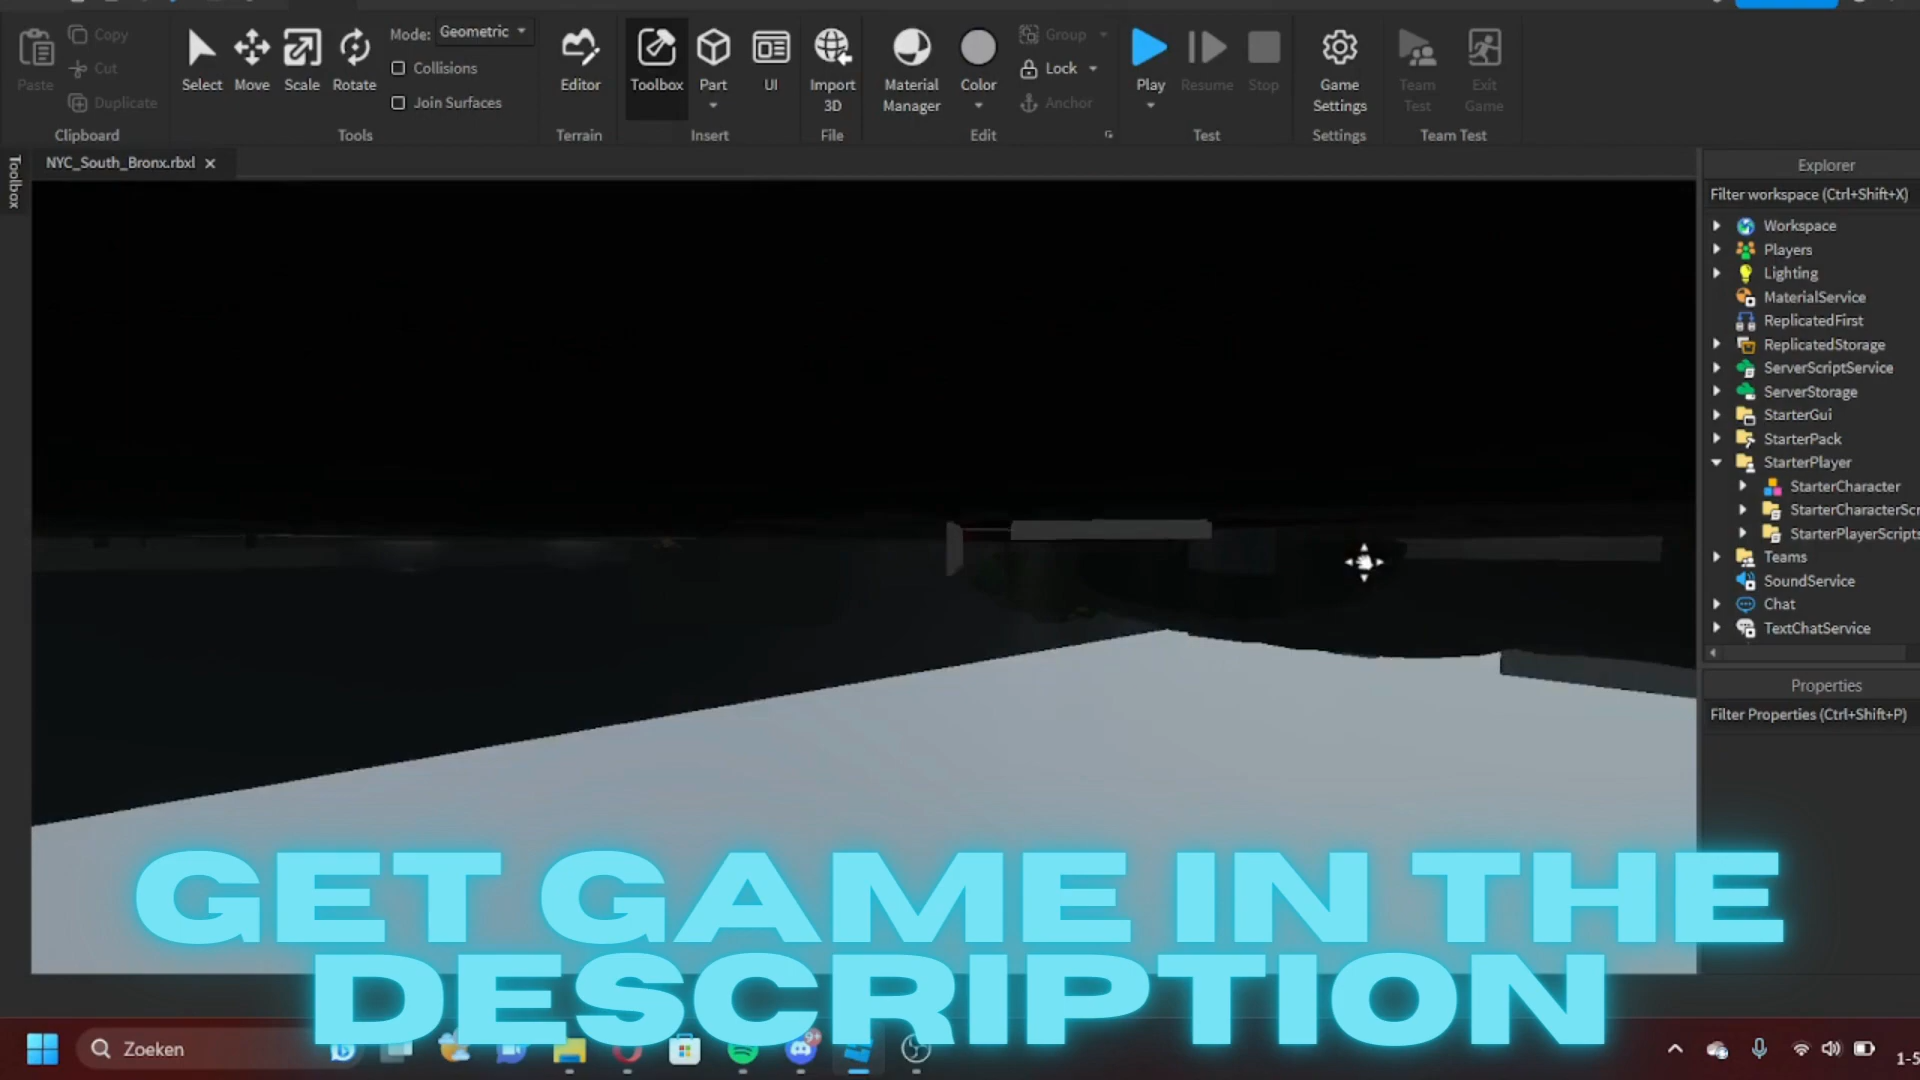 Paste
Copy
Cut
Duplicate
Clipboard
Select
Move
Scale
Rotate
Mode: Geometric
Collisions
Join Surfaces
Tools
Editor
Terrain
Toolbox
Part
UI
Insert
Import
3D
File
Material
Manager
Color
Group
Lock
Anchor
Edit
Play
Resume
Stop
Test
Game
Settings
Settings
Team
Test
Exit
Game
Team Test
Toolbox
NYC_South_Bronx.rbxl
Explorer
Filter workspace (Ctrl+Shift+X)
Workspace
Players
Lighting
MaterialService
ReplicatedFirst
ReplicatedStorage
ServerScriptService
ServerStorage
StarterGui
StarterPack
StarterPlayer
StarterCharacter
StarterCharacterScr
StarterPlayerScripts
Teams
SoundService
Chat
TextChatService
Properties
Filter Properties (Ctrl+Shift+P)
GET GAME IN THE
DESCRIPTION
Zoeken
9+
1-5